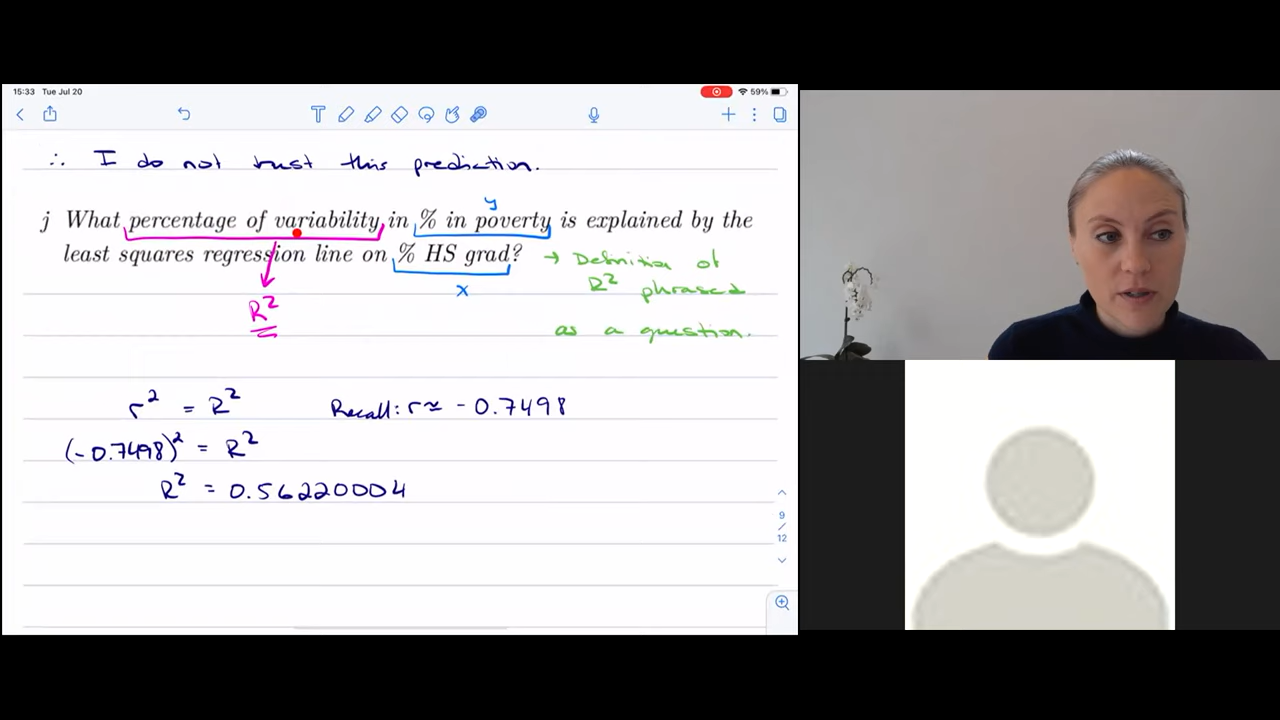 15:33 Tue Jul 20
59%
∴ I do not trust this prediction.
y
j What percentage of variability in % in poverty is explained by the
least squares regression line on % HS grad?
→ Definition of
R² phrased
as a question.
x
R²
r² = R²
Recall: r ≈ -0.7498
(-0.7498)² = R²
R² = 0.56220004
9
/
12